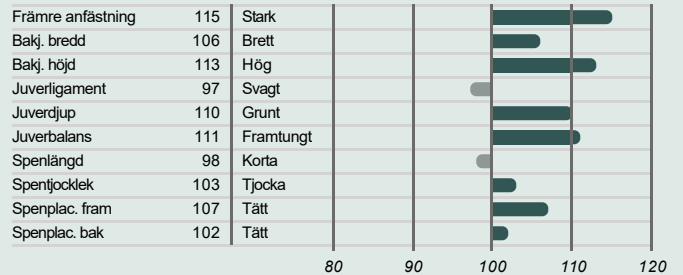 Främre anfästning 115 Stark
Bakj. bredd 106 Brett
Bakj. höjd 113 Hög
Juverligament 97 Svagt
Juverdjup 110 Grunt
Juverbalans 111 Framtungt
Spenlängd 98 Korta
Spentjocklek 103 Tjocka
Spenplac. fram 107 Tätt
Spenplac. bak 102 Tätt
80 90 100 110 120